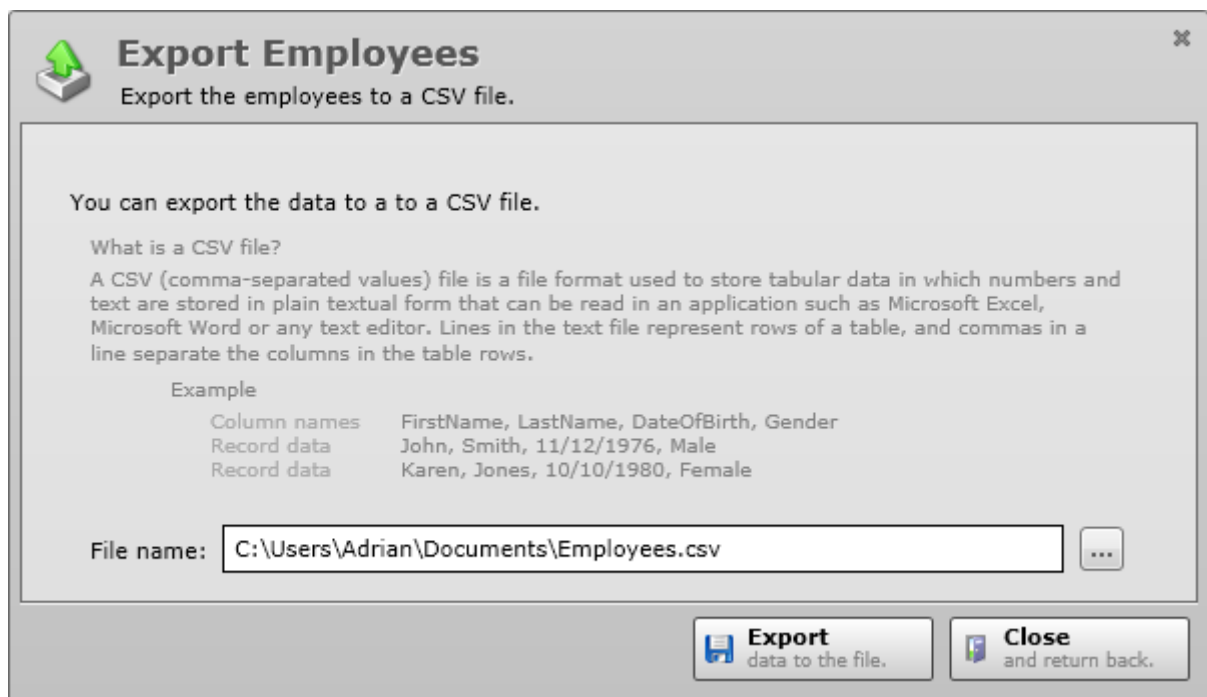 Export Employees
Export the employees to a CSV file.
You can export the data to a to a CSV file.
What is a CSV file?
A CSV (comma-separated values) file is a file format used to store tabular data in which numbers and
text are stored in plain textual form that can be read in an application such as Microsoft Excel,
Microsoft Word or any text editor. Lines in the text file represent rows of a table, and commas in a
line separate the columns in the table rows.
Example
Column names FirstName, LastName, DateOfBirth, Gender
Record data John, Smith, 11/12/1976, Male
Record data Karen, Jones, 10/10/1980, Female
File name: C:\Users\Adrian\Documents\Employees.csv ...
Export Close
data to the file. and return back.